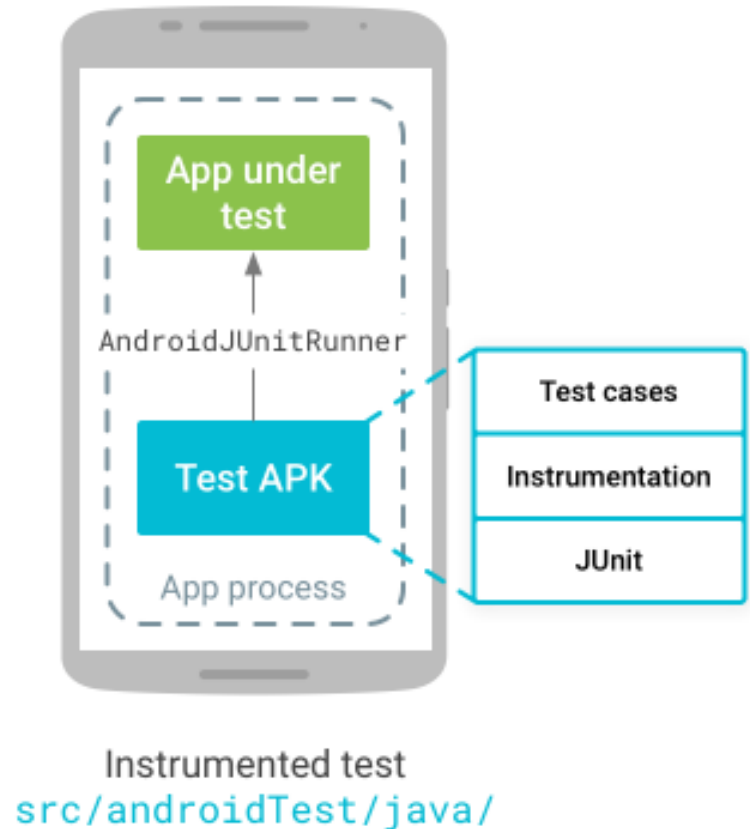 App under
test
AndroidJUnitRunner
Test cases
Test APK
Instrumentation
JUnit
App process
Instrumented test
src/androidTest/java/